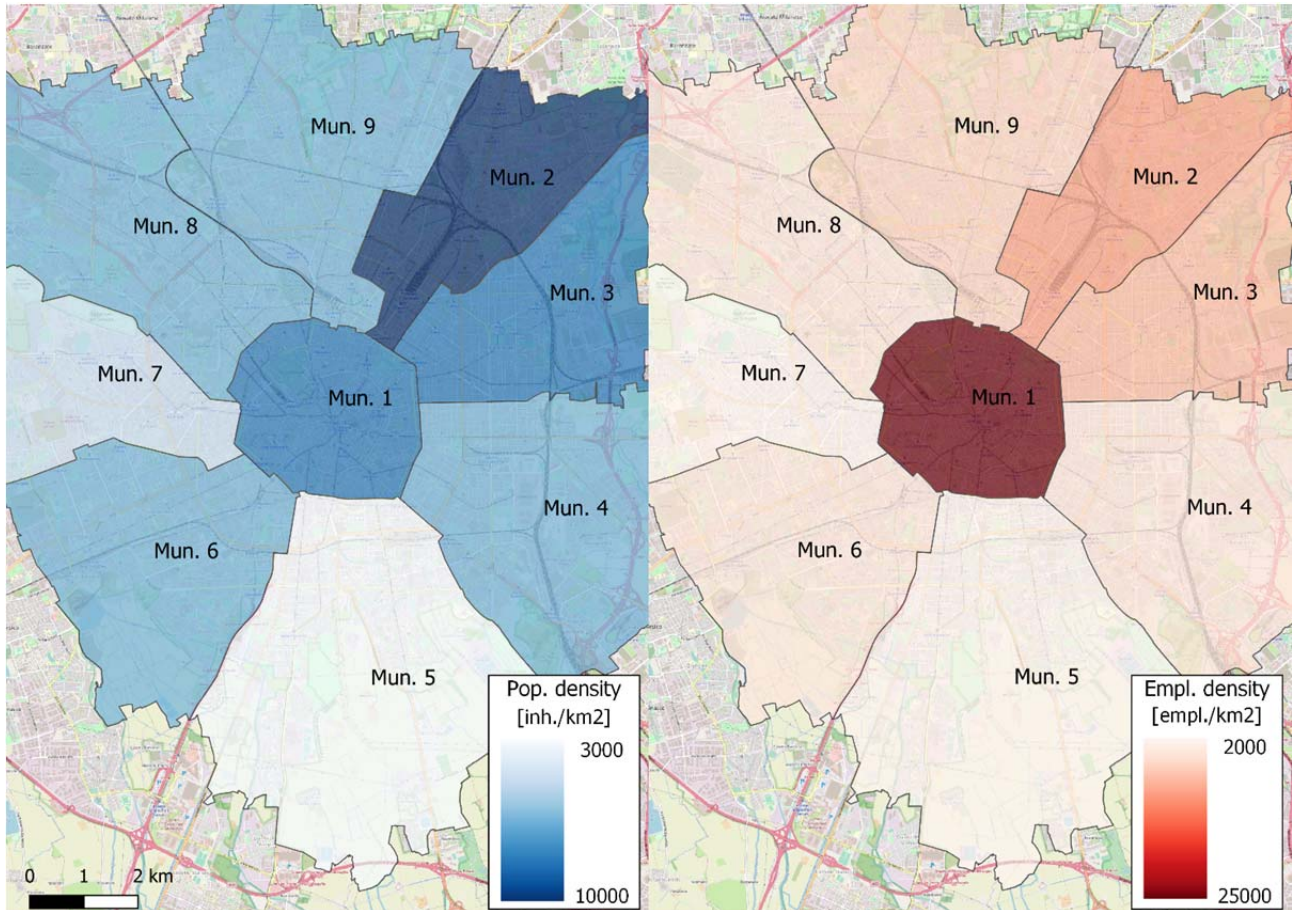 Mun. 9
Mun. 2
Mun. 8
Mun. 3
Mun. 7
Mun. 1
Mun. 4
Mun. 6
Mun. 5
Pop. density
[inh./km2]
3000
10000
0 1 2 km
Mun. 9
Mun. 2
Mun. 8
Mun. 3
Mun. 7
Mun. 1
Mun. 4
Mun. 6
Mun. 5
Empl. density
[empl./km2]
2000
25000